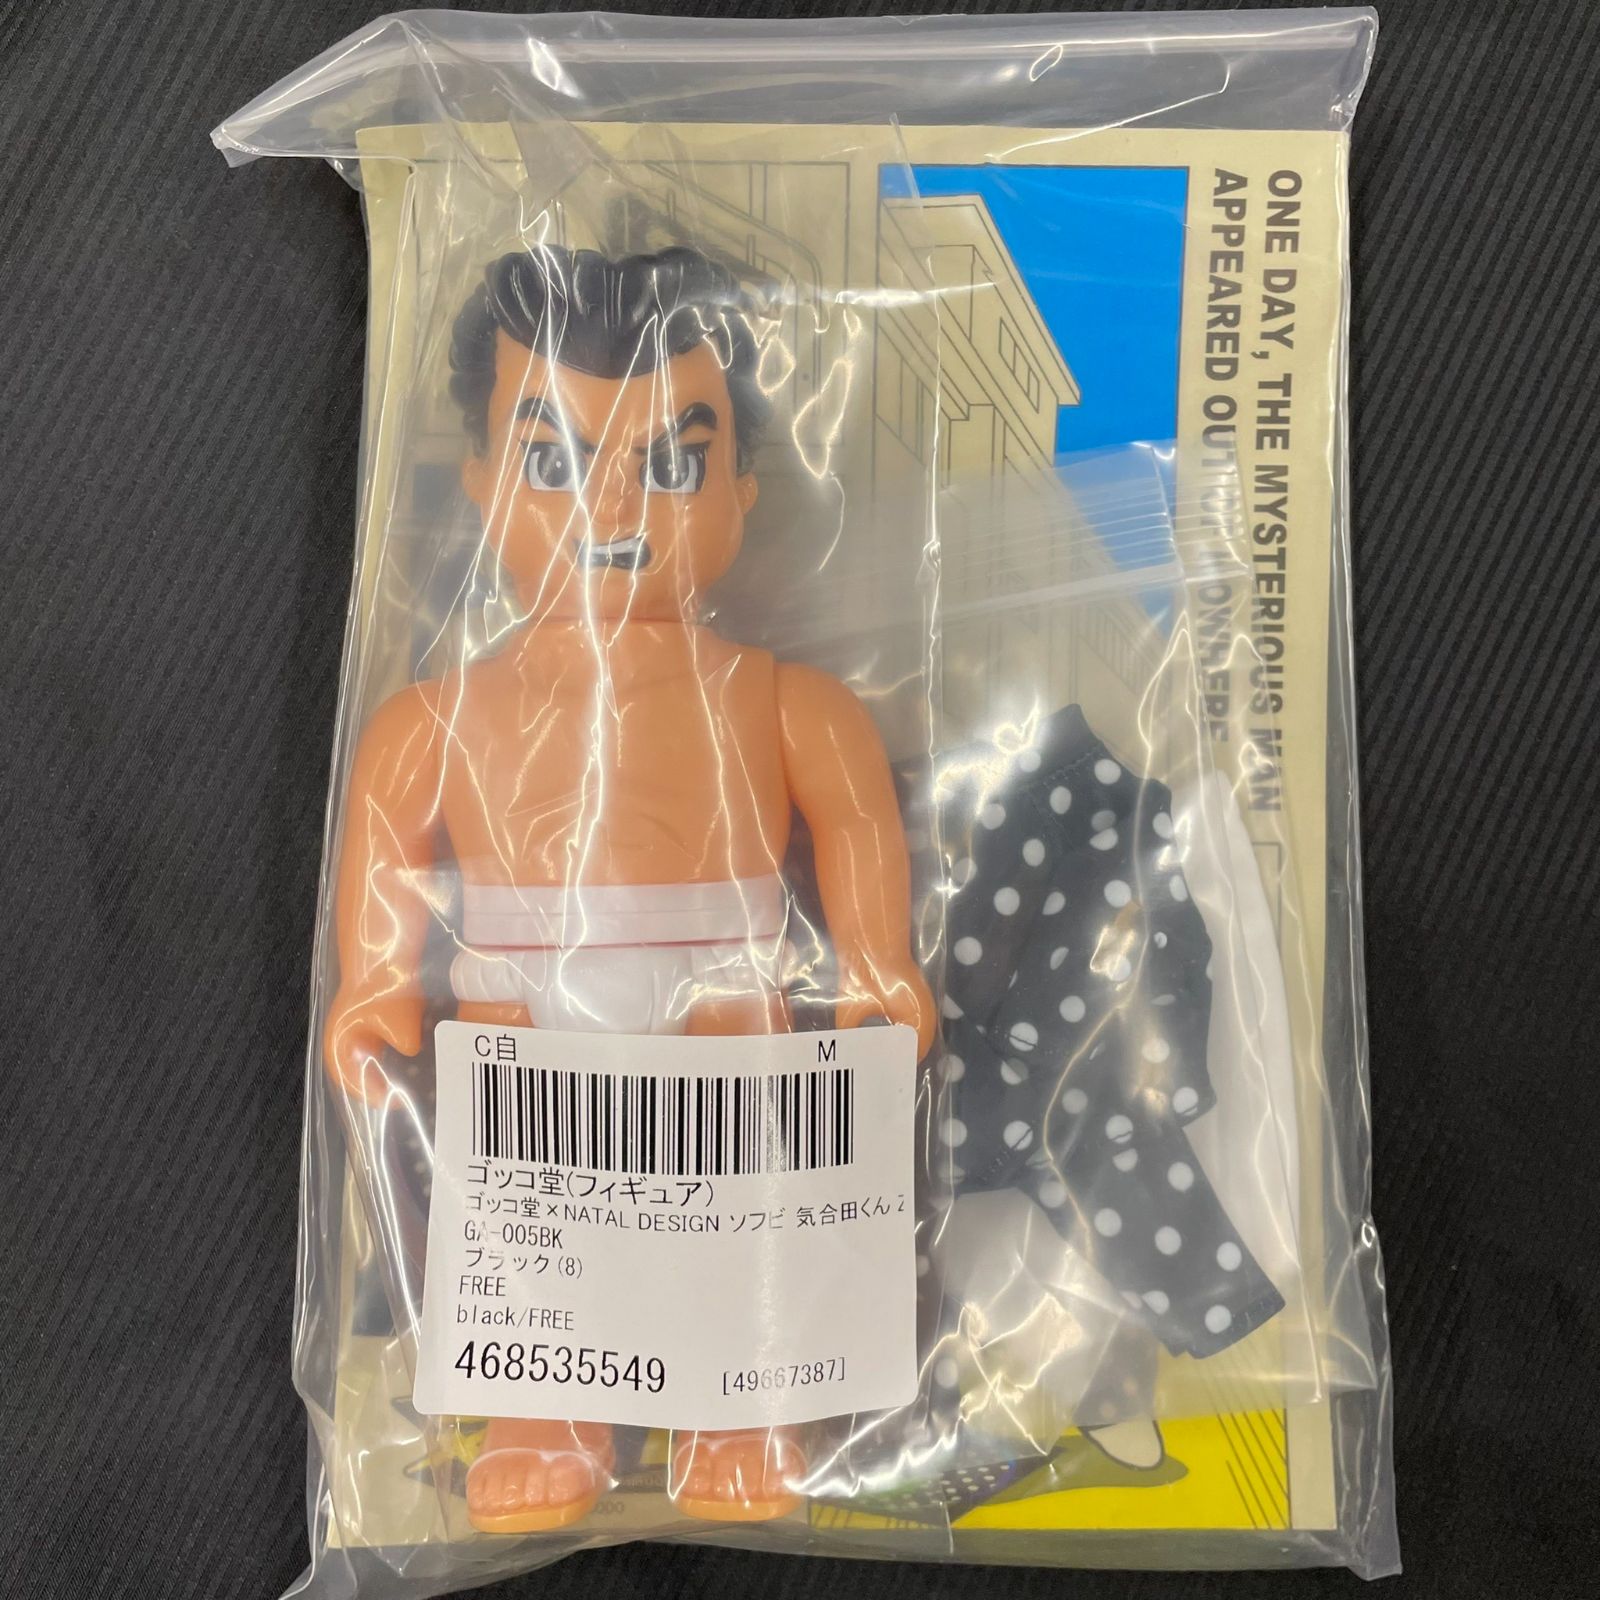 ONE DAY, THE MYSTERIOUS MAN
APPEARED OUT OF NOWHERE
C自 M
ゴッコ堂(フィギュア)
ゴッコ堂×NATAL DESIGN ソフビ 気合田くん 2
GA-005BK
ブラック(8)
FREE
black/FREE
468535549 [49667387]